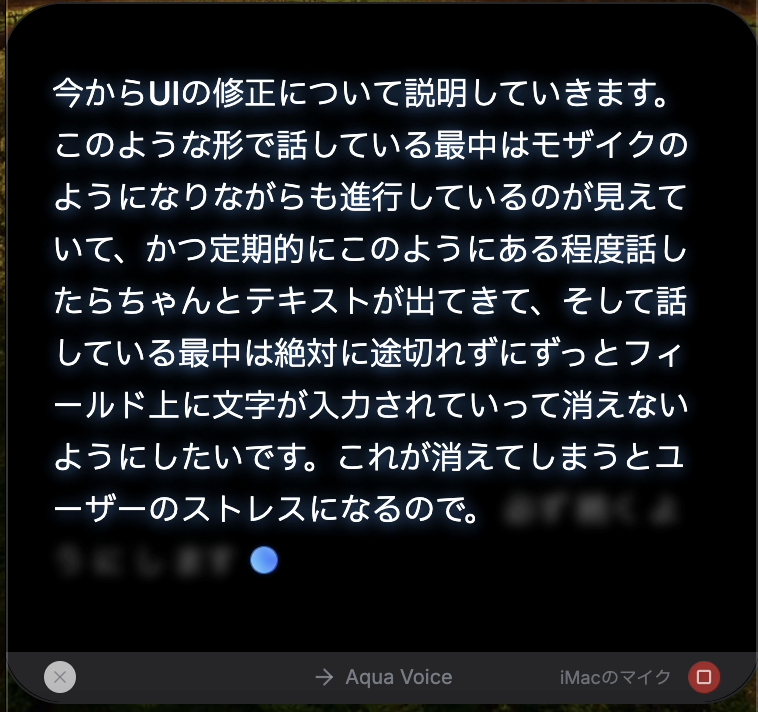 今からUIの修正について説明していきます。
このような形で話している最中はモザイクの
ようになりながらも進行しているのが見えて
いて、かつ定期的にこのようにある程度話し
たらちゃんとテキストが出てきて、そして話
している最中は絶対に途切れずにずっとフィ
ールド上に文字が入力されていって消えない
ようにしたいです。これが消えてしまうとユ
ーザーのストレスになるので。
うにします
→ Aqua Voice
iMacのマイク